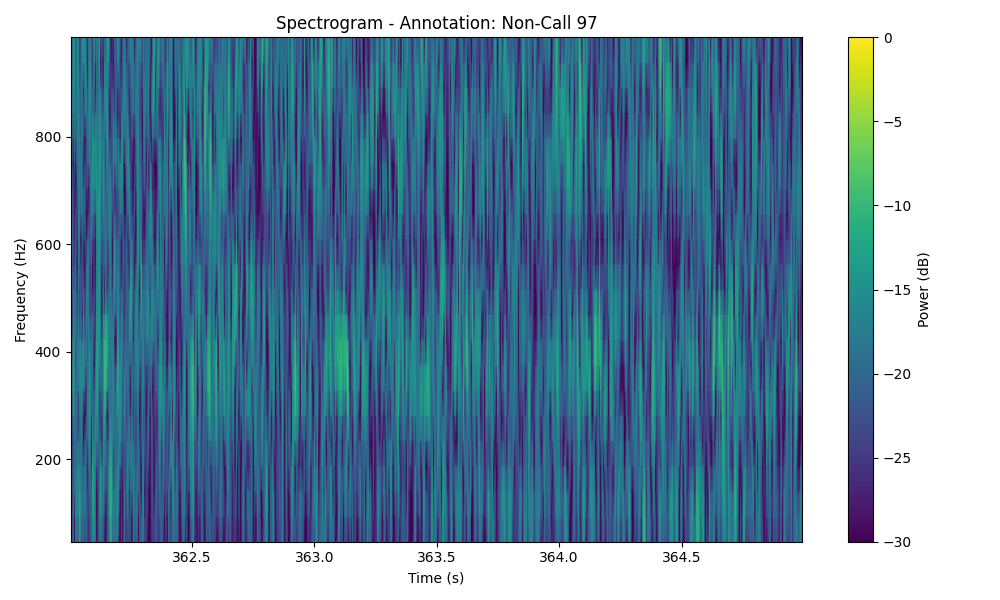 Spectrogram - Annotation: Non-Call 97
Frequency (Hz)
800
600
400
200
362.5 363.0 363.5 364.0 364.5
Time (s)
0
−5
−10
−15
−20
−25
−30
Power (dB)